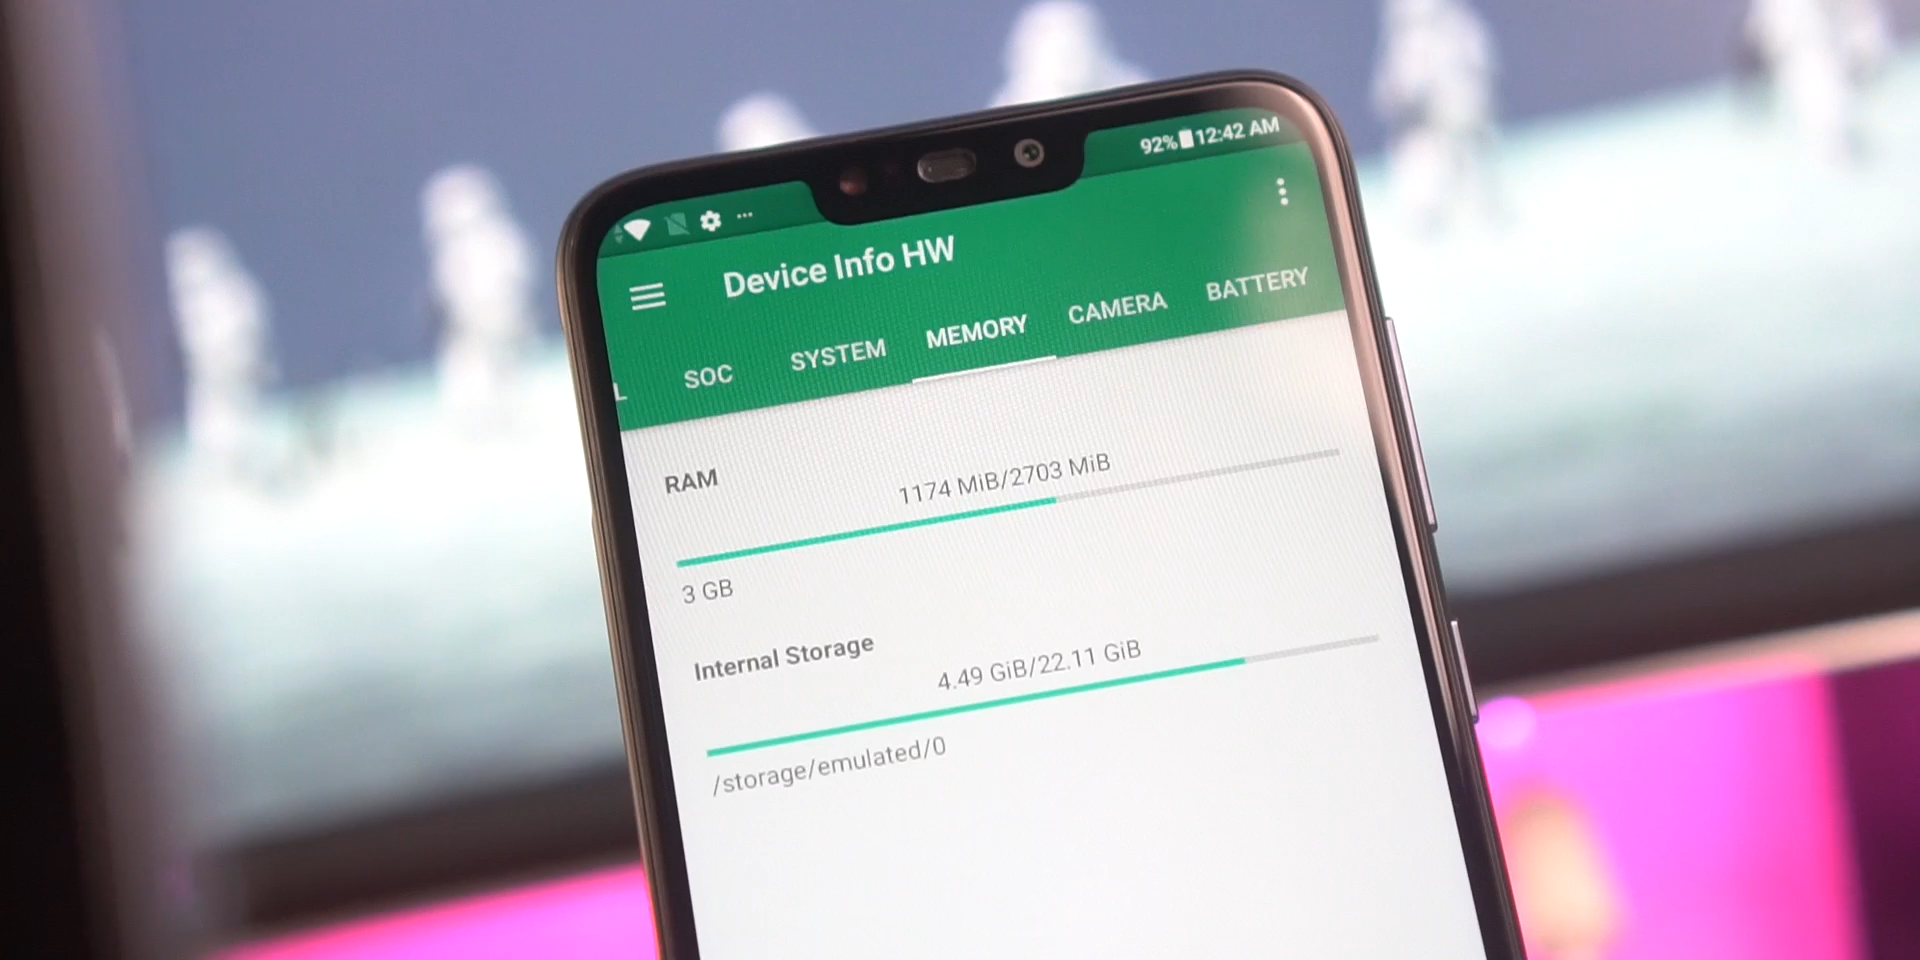 92% 12:42 AM
...
Device Info HW
L SOC SYSTEM MEMORY CAMERA BATTERY
RAM
1174 MiB/2703 MiB
3 GB
Internal Storage
4.49 GiB/22.11 GiB
/storage/emulated/0